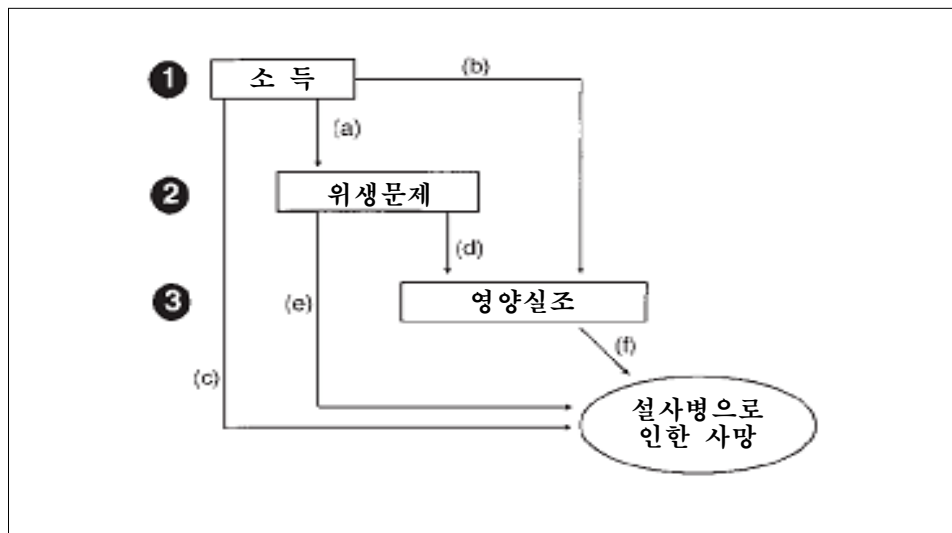 1 소 득 (b)
(a)
2 위생문제
(d)
3 영양실조
(e)
(f)
(c)
설사병으로
인한 사망